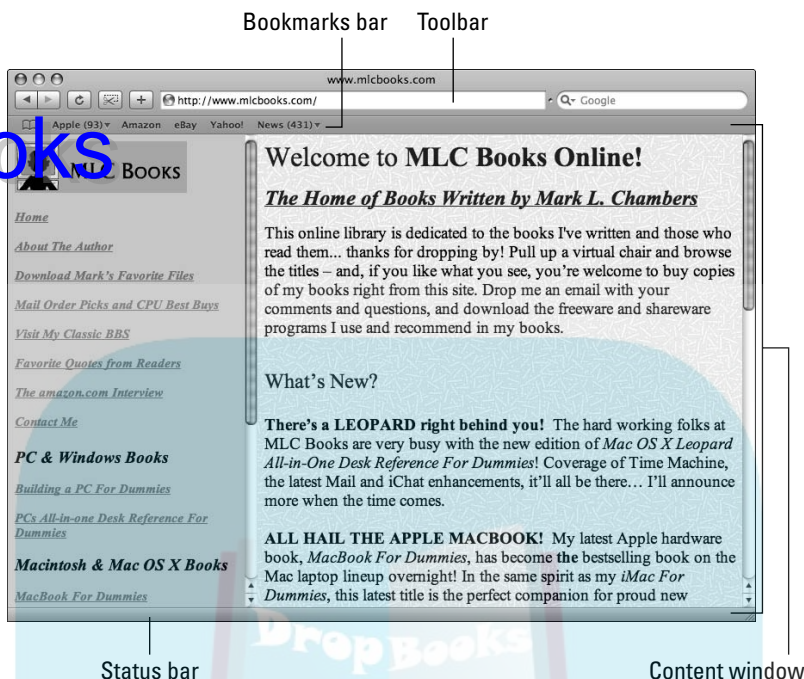 Bookmarks bar Toolbar
www.mlcbooks.com
http://www.mlcbooks.com/
Google
Apple (93) Amazon eBay Yahoo! News (431)
oks
MLC BOOKS
Home
About The Author
Download Mark's Favorite Files
Mail Order Picks and CPU Best Buys
Visit My Classic BBS
Favorite Quotes from Readers
The amazon.com Interview
Contact Me
PC & Windows Books
Building a PC For Dummies
PCs All-in-one Desk Reference For
Dummies
Macintosh & Mac OS X Books
MacBook For Dummies
Welcome to MLC Books Online!
The Home of Books Written by Mark L. Chambers
This online library is dedicated to the books I've written and those who
read them... thanks for dropping by! Pull up a virtual chair and browse
the titles – and, if you like what you see, you're welcome to buy copies
of my books right from this site. Drop me an email with your
comments and questions, and download the freeware and shareware
programs I use and recommend in my books.
What's New?
There's a LEOPARD right behind you! The hard working folks at
MLC Books are very busy with the new edition of Mac OS X Leopard
All-in-One Desk Reference For Dummies! Coverage of Time Machine,
the latest Mail and iChat enhancements, it'll all be there… I'll announce
more when the time comes.
ALL HAIL THE APPLE MACBOOK! My latest Apple hardware
book, MacBook For Dummies, has become the bestselling book on the
Mac laptop lineup overnight! In the same spirit as my iMac For
Dummies, this latest title is the perfect companion for proud new
DropBooks
Status bar Content window